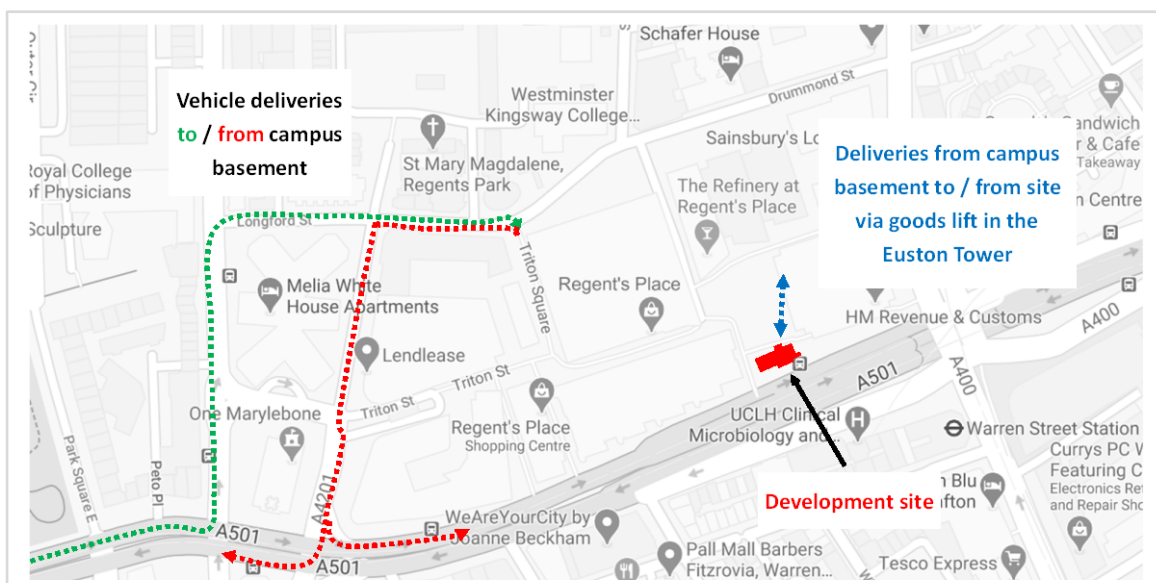 Schafer House
Drummond St
Vehicle deliveries
to / from campus
basement
Westminster
Kingsway College...
Sainsbury's Lo
Sandwich
r & Cafe
Takeaway
Royal College
of Physicians
St Mary Magdalene,
Regents Park
The Refinery at
Regent's Place
Deliveries from campus
basement to / from site
via goods lift in the
Euston Tower
n Centre
Sculpture
Longford St
Triton Square
Melia White
House Apartments
Regent's Place
HM Revenue & Customs
A400
Lendlease
Triton St
A501
A400
One Marylebone
Triton St
Regent's Place
Shopping Centre
UCLH Clinical
Microbiology and...
Warren Street Station
Currys PC W
Featuring C
Electronics Ret
and Repair Sho
Park Square E
Peto Pl
A4201
Development site
n Blu
fton
A501
WeAreYourCity by
Joanne Beckham
A501
Pall Mall Barbers
Fitzrovia, Warren...
Tesco Express